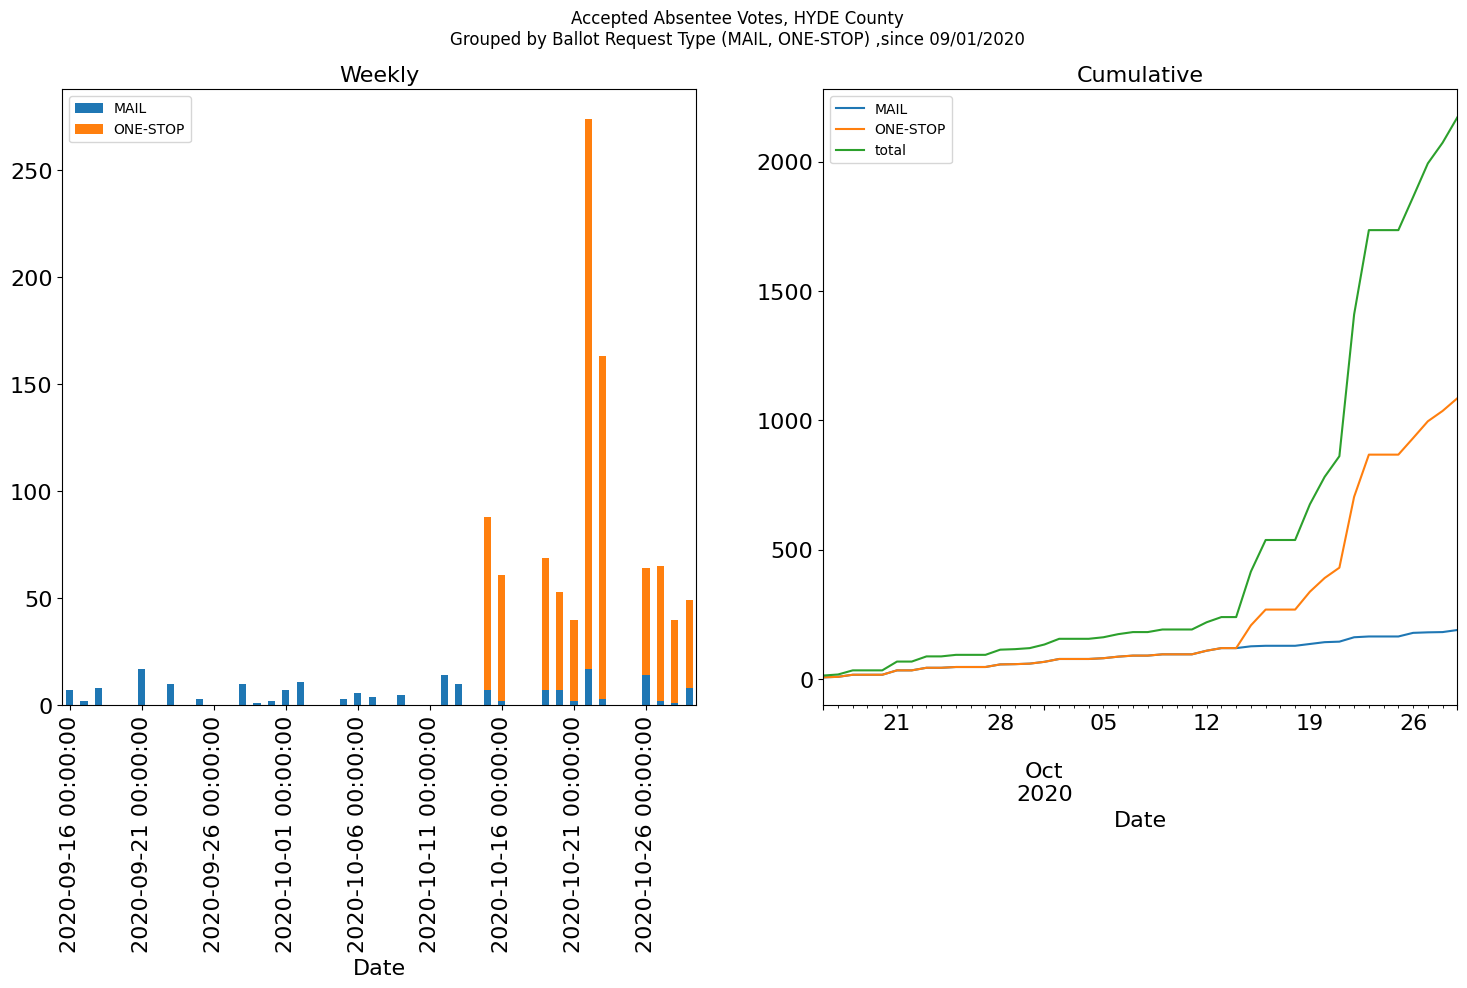 Accepted Absentee Votes, HYDE County
Grouped by Ballot Request Type (MAIL, ONE-STOP) ,since 09/01/2020
Weekly
MAIL
ONE-STOP
250
200
150
100
50
0
2020-09-16 00:00:00
2020-09-21 00:00:00
2020-09-26 00:00:00
2020-10-01 00:00:00
2020-10-06 00:00:00
2020-10-11 00:00:00
2020-10-16 00:00:00
2020-10-21 00:00:00
2020-10-26 00:00:00
Date
Cumulative
MAIL
ONE-STOP
total
2000
1500
1000
500
0
21 28 05 12 19 26
Oct
2020
Date